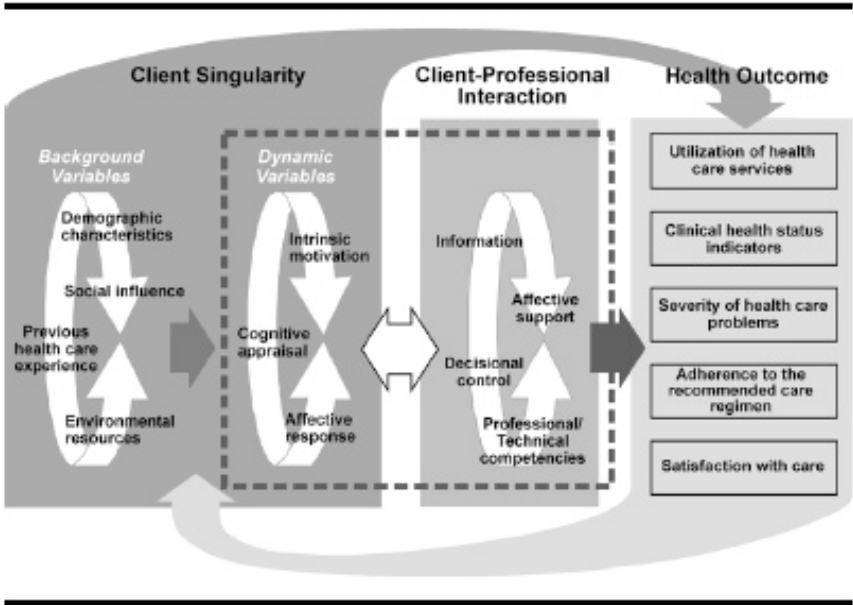 Client Singularity
Background
Variables
Demographic
characteristics
Social influence
Previous
health care
experience
Environmental
resources
Dynamic
Variables
Intrinsic
motivation
Cognitive
appraisal
Affective
response
Client-Professional
Interaction
Information
Affective
support
Decisional
control
Professional/
Technical
competencies
Health Outcome
Utilization of health
care services
Clinical health status
indicators
Severity of health care
problems
Adherence to the
recommended care
regimen
Satisfaction with care